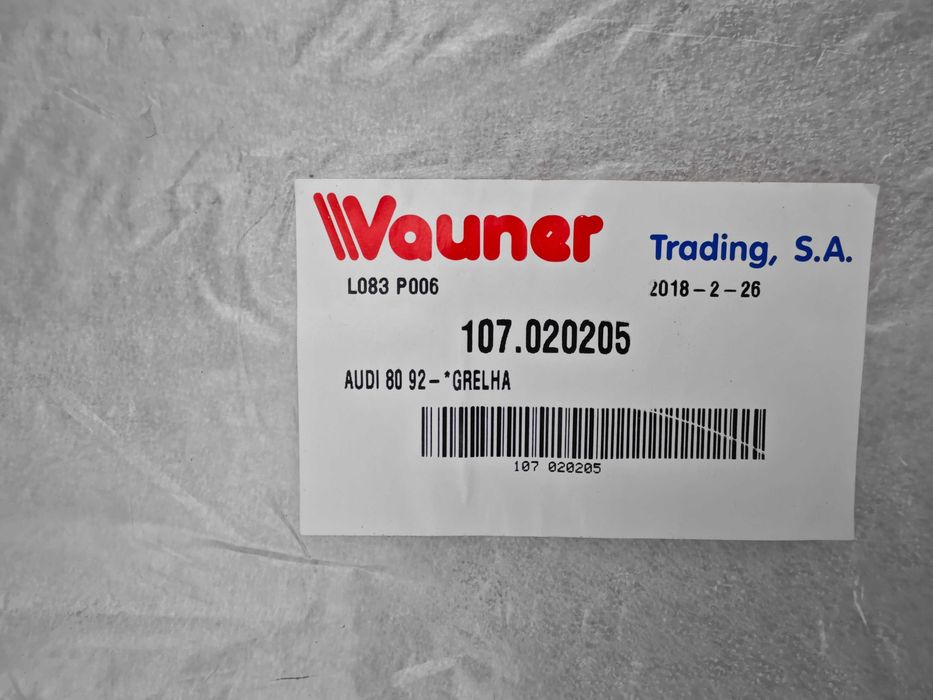 Vauner Trading, S.A.
L083 P006 2018-2-26
107.020205
AUDI 80 92-*GRELHA
107 020205